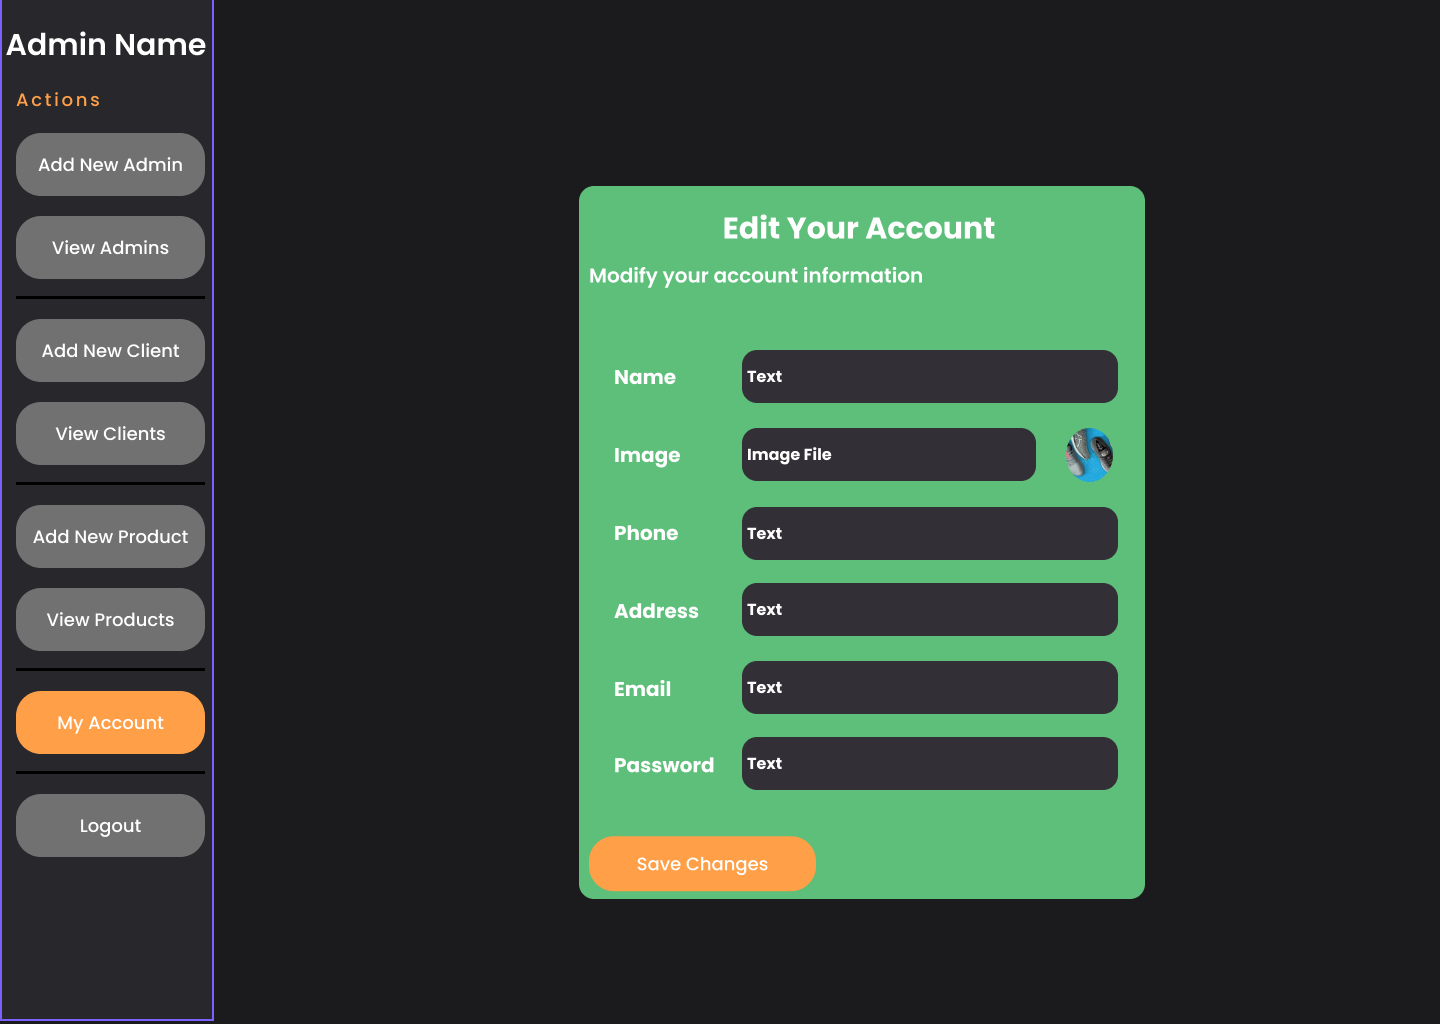 Admin Name
Actions
Add New Admin
View Admins
Add New Client
View Clients
Add New Product
View Products
My Account
Logout
Edit Your Account
Modify your account information
Name
Text
Image
Image File
Phone
Text
Address
Text
Email
Text
Password
Text
Save Changes